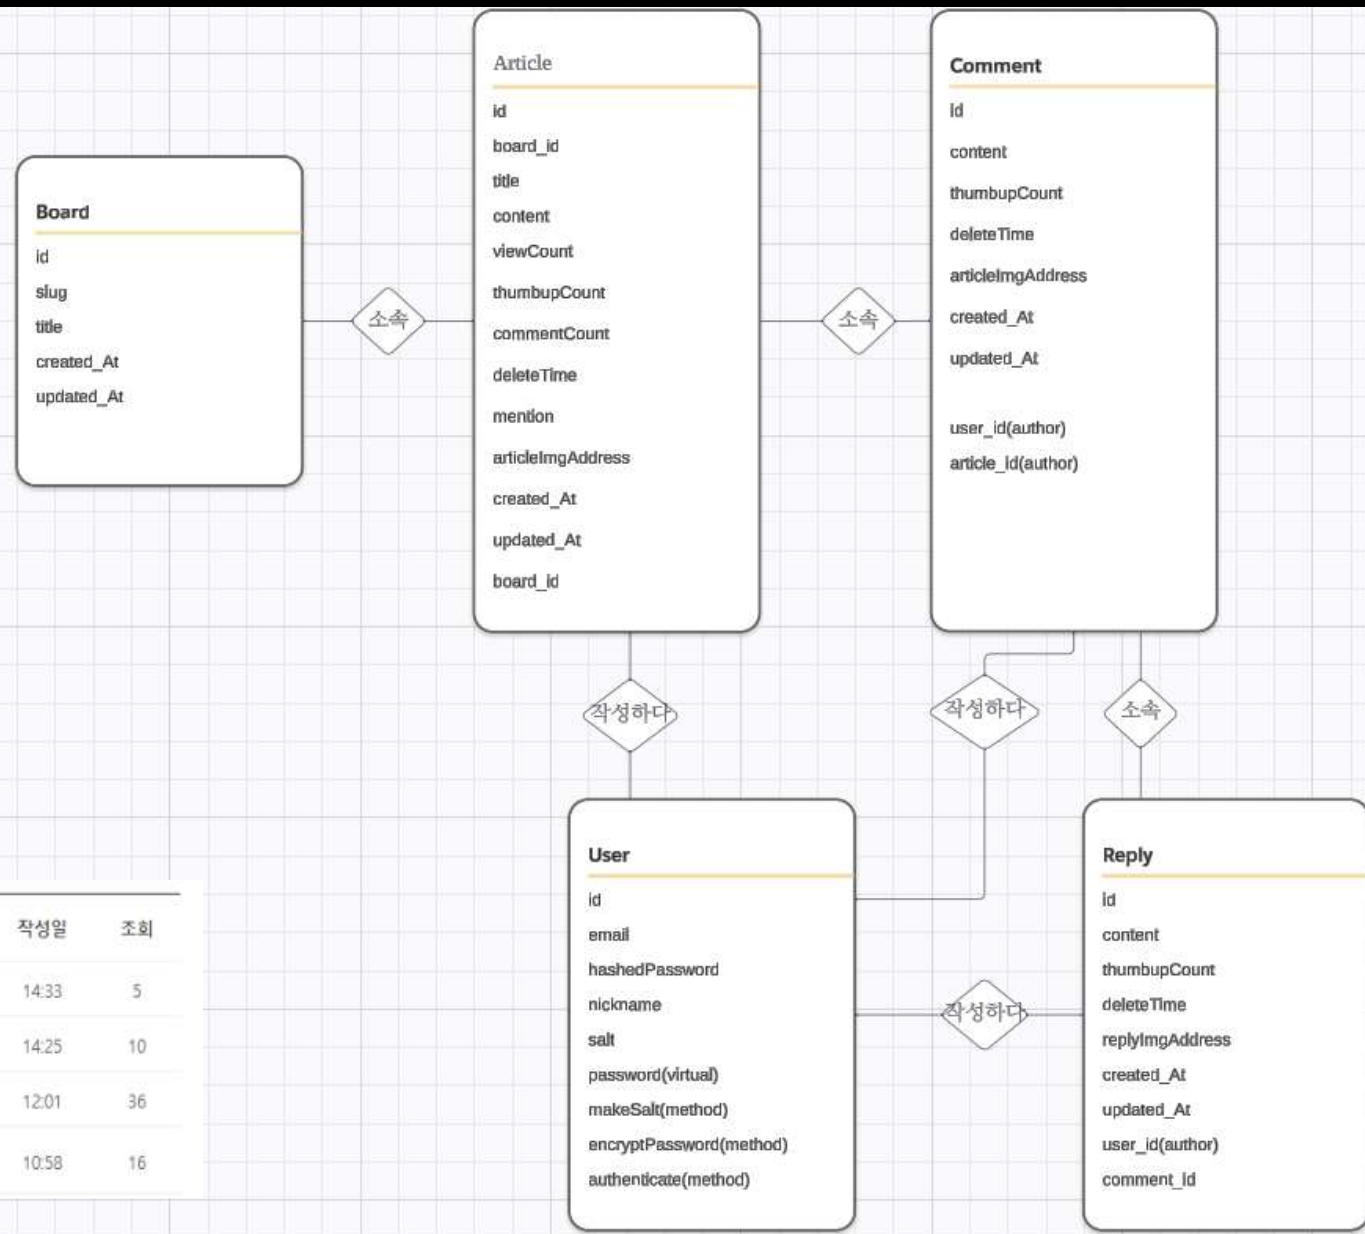 Board
id
slug
title
created_At
updated_At
소속
Article
id
board_id
title
content
viewCount
thumbupCount
commentCount
deleteTime
mention
articleImgAddress
created_At
updated_At
board_id
소속
Comment
id
content
thumbupCount
deleteTime
articleImgAddress
created_At
updated_At
user_id(author)
article_id(author)
작성하다
작성하다
소속
User
id
email
hashedPassword
nickname
salt
password(virtual)
makeSalt(method)
encryptPassword(method)
authenticate(method)
작성하다
Reply
id
content
thumbupCount
deleteTime
replyImgAddress
created_At
updated_At
user_id(author)
comment_id
작성일 조회
14:33 5
14:25 10
12:01 36
10:58 16